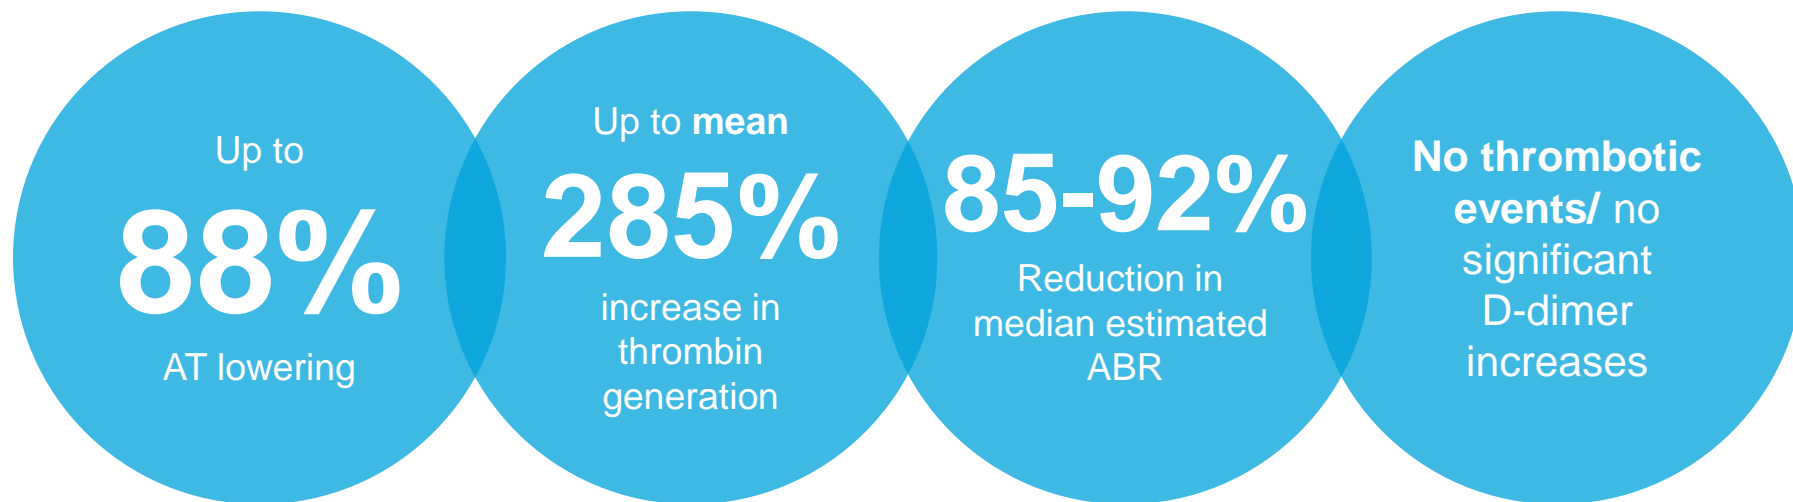 Up to
88%
AT lowering
Up to mean
285%
increase in
thrombin
generation
85-92%
Reduction in
median estimated
ABR
No thrombotic
events/ no
significant
D-dimer
increases